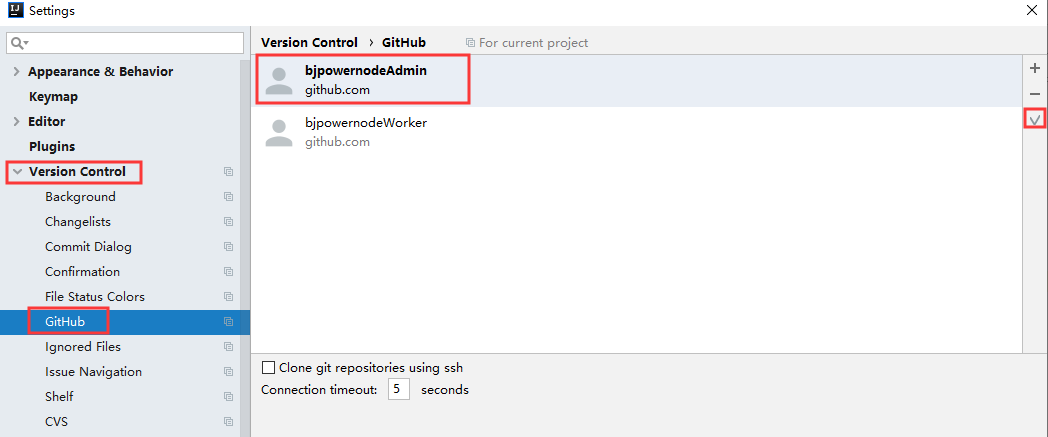 IJ
Settings
Version Control › GitHub
For current project
Appearance & Behavior
Keymap
Editor
Plugins
Version Control
Background
Changelists
Commit Dialog
Confirmation
File Status Colors
GitHub
Ignored Files
Issue Navigation
Shelf
CVS
bjpowernodeAdmin
github.com
bjpowernodeWorker
github.com
Clone git repositories using ssh
Connection timeout: 5 seconds